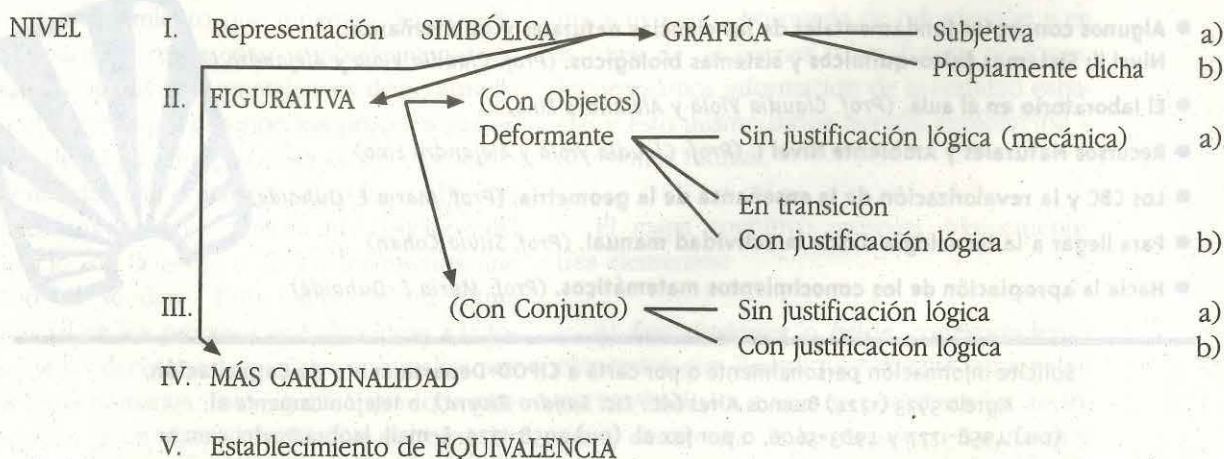 NIVEL I. Representación SIMBÓLICA GRÁFICA Subjetiva a)
Propiamente dicha b)
II. FIGURATIVA (Con Objetos)
Deformante Sin justificación lógica (mecánica) a)
En transición
Con justificación lógica b)
III. (Con Conjunto) Sin justificación lógica a)
Con justificación lógica b)
IV. MÁS CARDINALIDAD
V. Establecimiento de EQUIVALENCIA